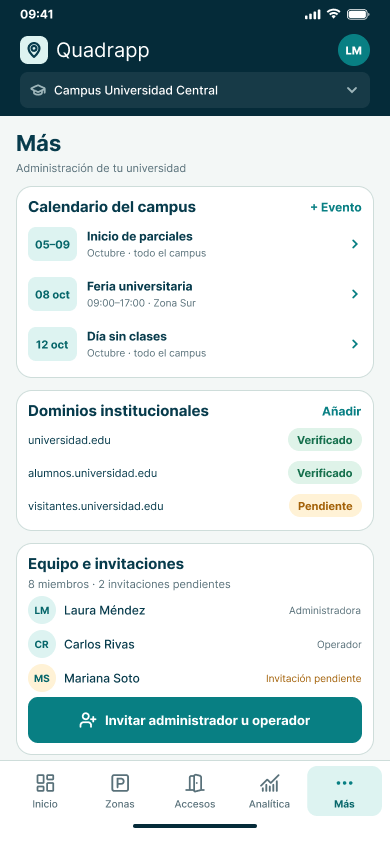 09:41
Quadrapp
LM
Campus Universidad Central
Más
Administración de tu universidad
Calendario del campus
+ Evento
05–09
Inicio de parciales
Octubre · todo el campus
08 oct
Feria universitaria
09:00–17:00 · Zona Sur
12 oct
Día sin clases
Octubre · todo el campus
Dominios institucionales
Añadir
universidad.edu
Verificado
alumnos.universidad.edu
Verificado
visitantes.universidad.edu
Pendiente
Equipo e invitaciones
8 miembros · 2 invitaciones pendientes
LM
Laura Méndez
Administradora
CR
Carlos Rivas
Operador
MS
Mariana Soto
Invitación pendiente
Invitar administrador u operador
Inicio
P
Zonas
Accesos
Analítica
Más